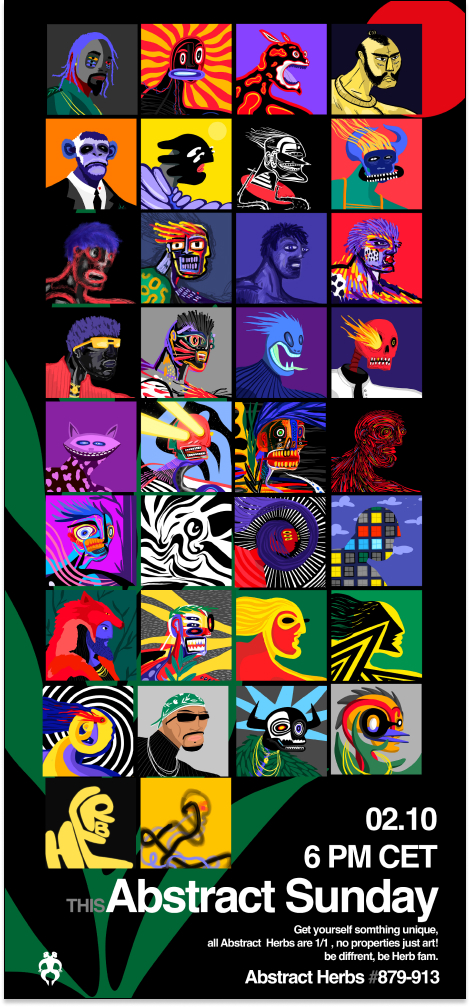 02.10
6 PM CET
THIS Abstract Sunday
Get yourself somthing unique,
all Abstract Herbs are 1/1 , no properties just art!
be diffrent, be Herb fam.
Abstract Herbs #879-913